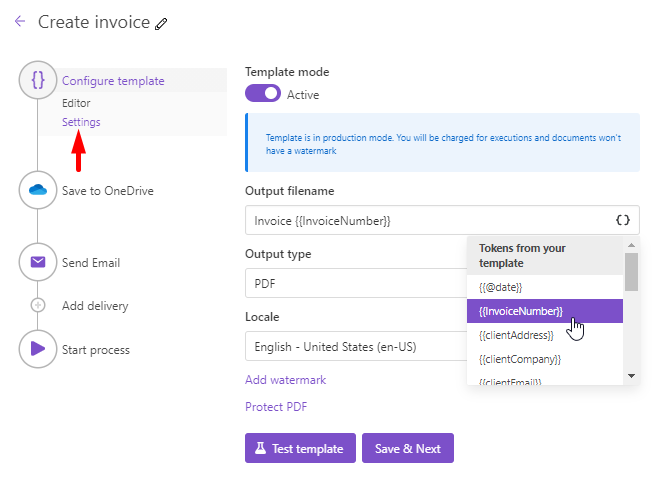 Create invoice
Configure template
Editor
Settings
Save to OneDrive
Send Email
Add delivery
Start process
Template mode
Active
Template is in production mode. You will be charged for executions and documents won't
have a watermark
Output filename
Invoice {{InvoiceNumber}}
{}
Tokens from your
template
{{@date}}
{{InvoiceNumber}}
{{clientAddress}}
{{clientCompany}}
{{clientEmail}}
Output type
PDF
Locale
English - United States (en-US)
Add watermark
Protect PDF
Test template
Save & Next